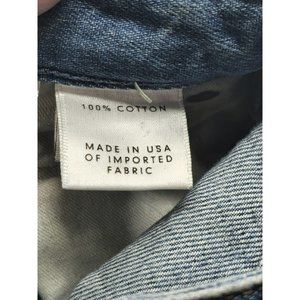 100% COTTON
MADE IN USA
OF IMPORTED
FABRIC